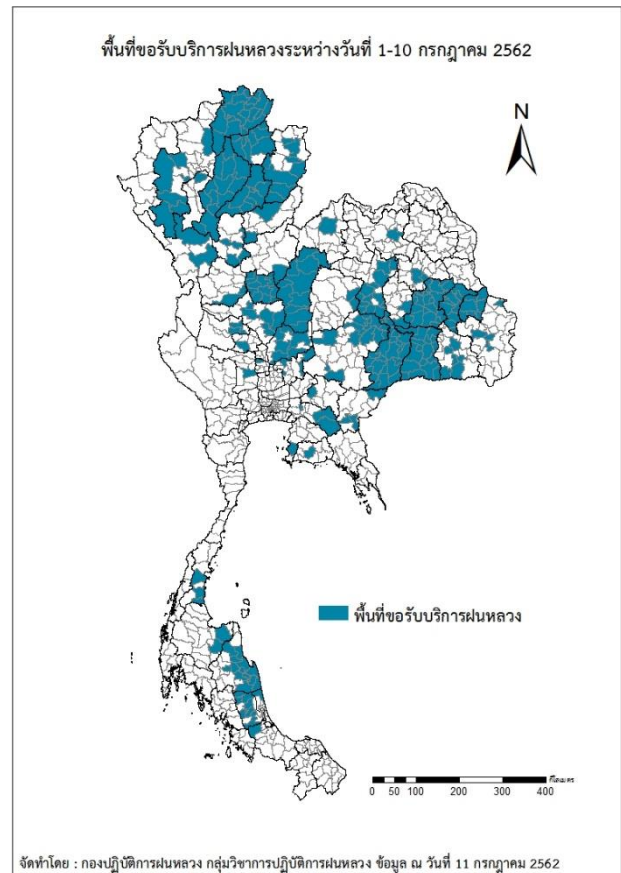 พื้นที่ขอรับบริการฝนหลวงระหว่างวันที่ 1-10 กรกฎาคม 2562
N
พื้นที่ขอรับบริการฝนหลวง
กิโลเมตร
0 50 100 200 300 400
จัดทำโดย : กองปฏิบัติการฝนหลวง กลุ่มวิชาการปฏิบัติการฝนหลวง ข้อมูล ณ วันที่ 11 กรกฎาคม 2562